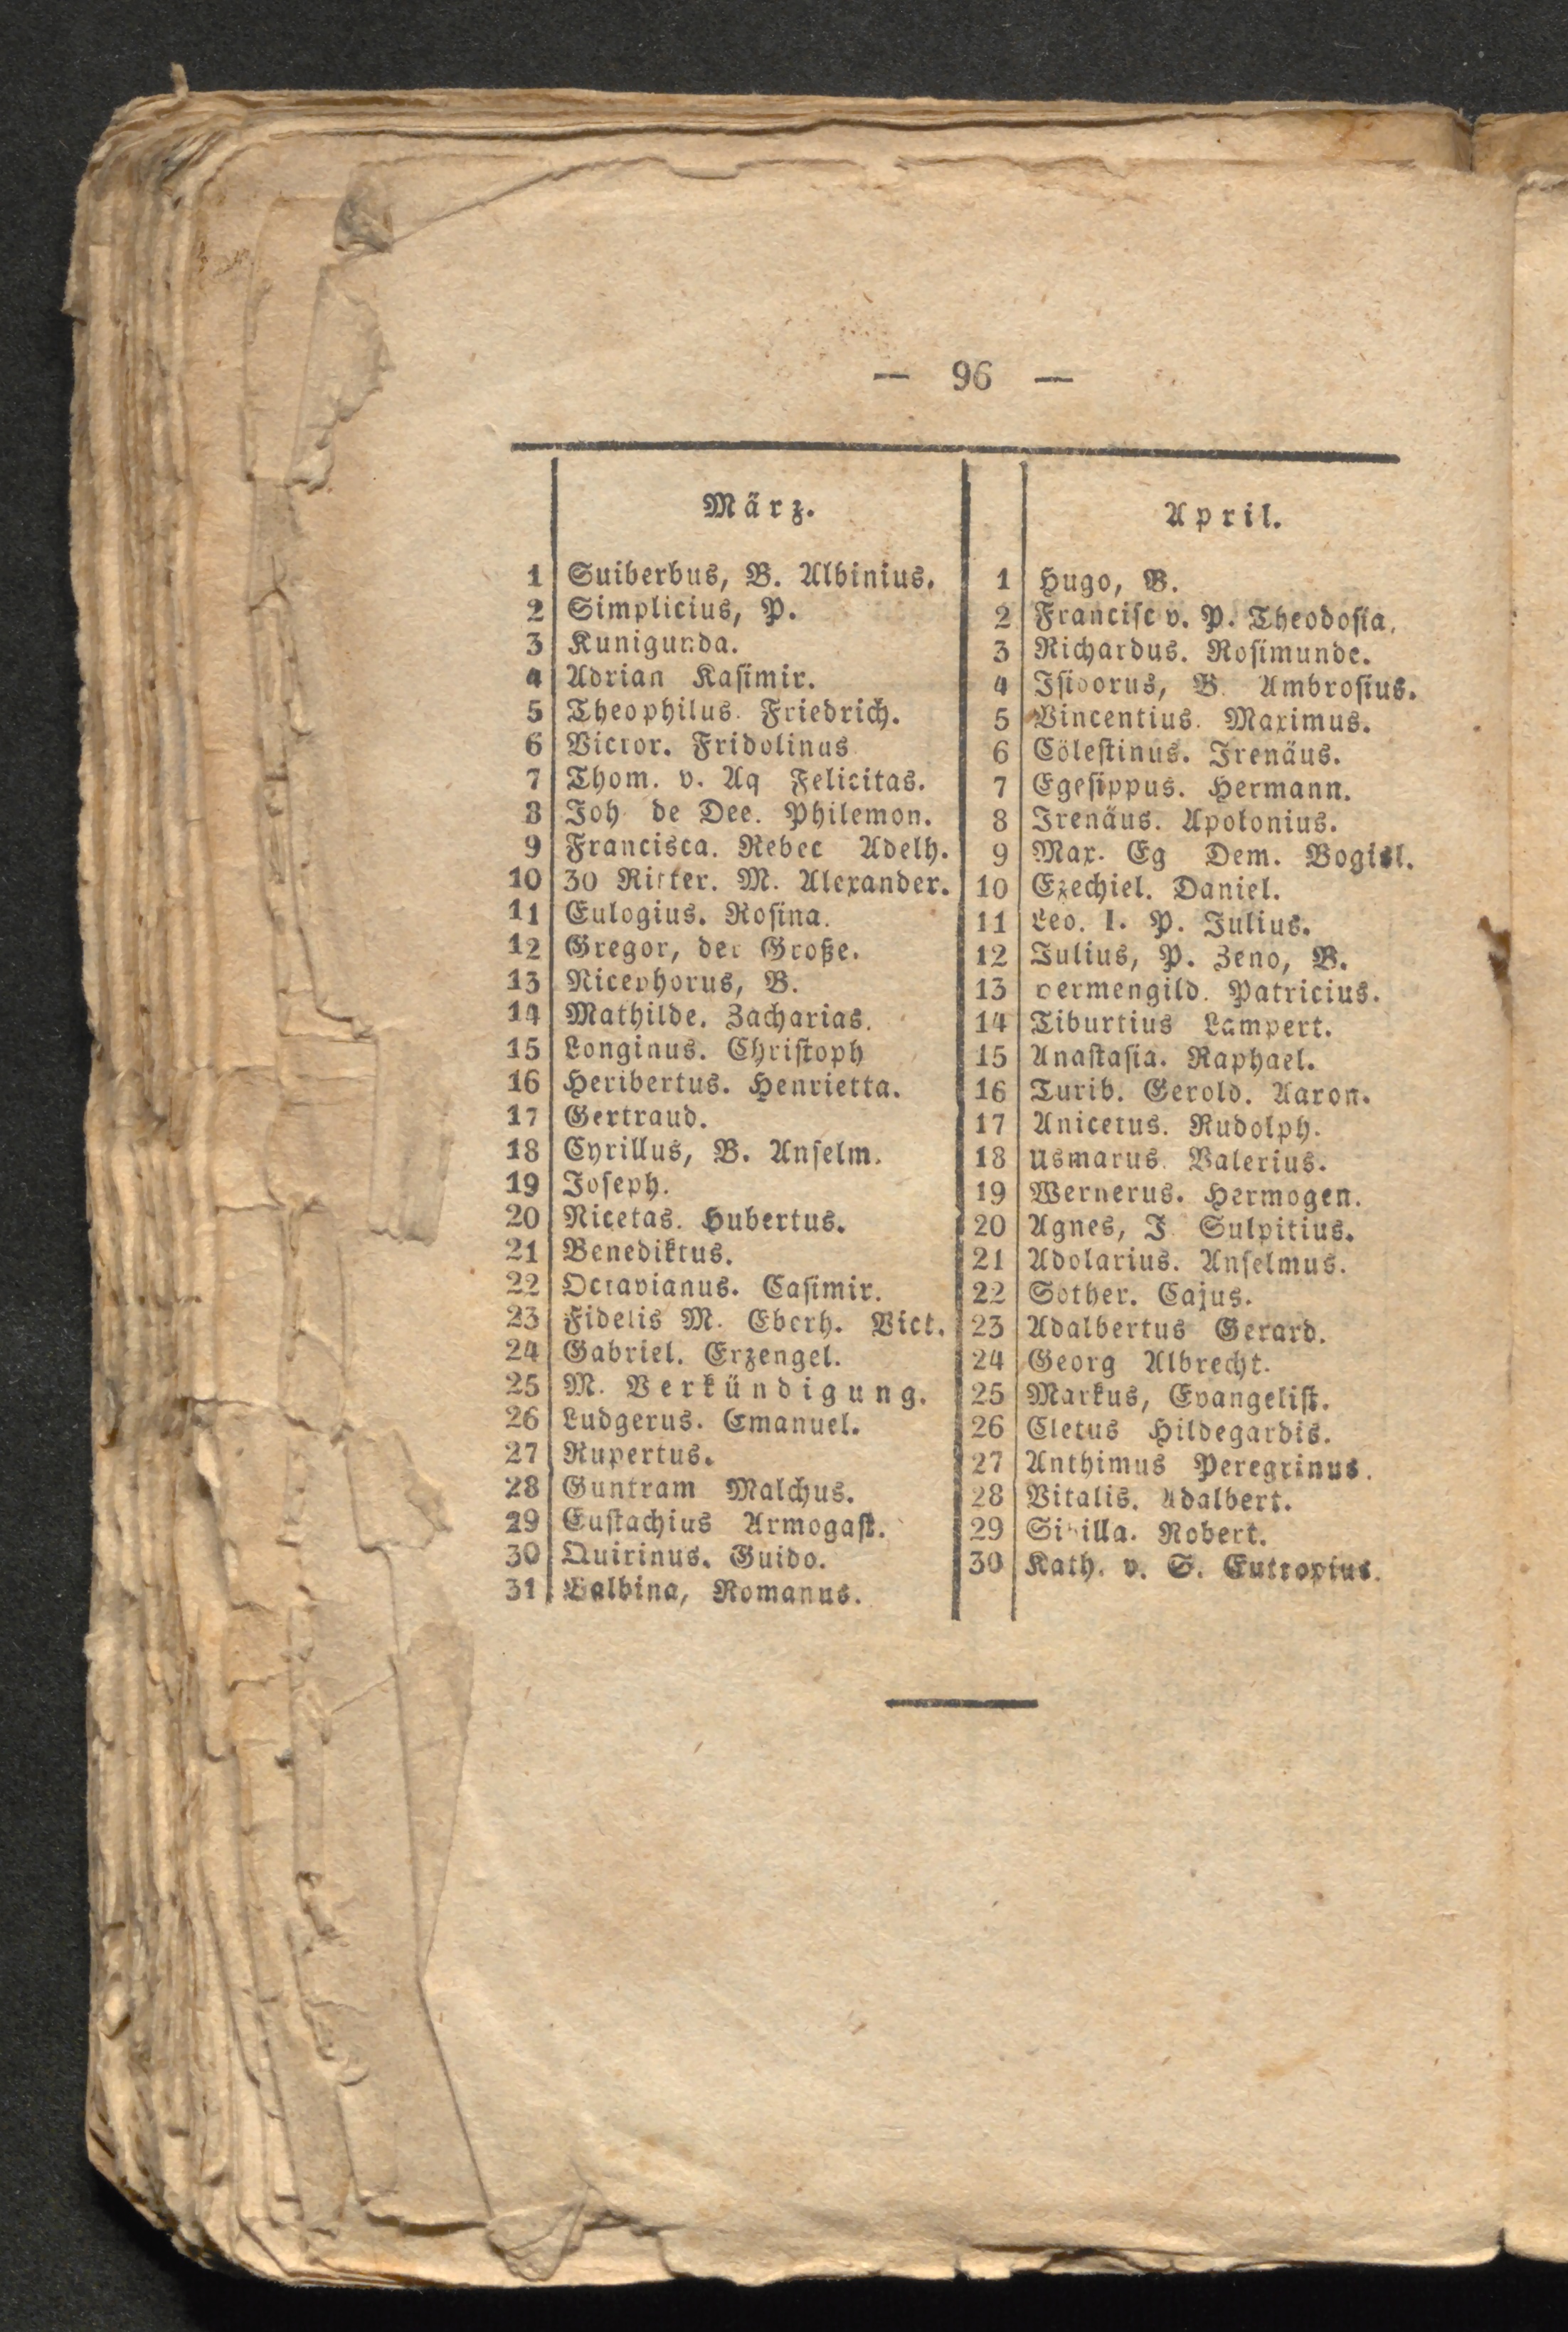 — 96 —
März.
1 Suiberbus, B. Albinius.
2 Simplicius, P.
3 Kunigunda.
4 Adrian Kasimir.
5 Theophilus. Friedrich.
6 Victor. Fridolinus
7 Thom. v. Aq Felicitas.
8 Joh de Dee. Philemon.
9 Francisca. Rebec Adelh.
10 30 Ritter. M. Alexander.
11 Eulogius. Rosina.
12 Gregor, der Große.
13 Nicephorus, B.
14 Mathilde. Zacharias.
15 Longinus. Christoph
16 Heribertus. Henrietta.
17 Gertraud.
18 Cyrillus, B. Anselm.
19 Joseph.
20 Nicetas. Hubertus.
21 Benediktus.
22 Octavianus. Casimir.
23 Fidelis M. Eberh. Vict.
24 Gabriel. Erzengel.
25 M. Verkündigung.
26 Ludgerus. Emanuel.
27 Rupertus.
28 Guntram Malchus.
29 Eustachius Armogast.
30 Quirinus. Guido.
31 Balbina, Romanus.
April.
1 Hugo, B.
2 Francisc v. P. Theodosia.
3 Richardus. Rosimunde.
4 Isidorus, B. Ambrosius.
5 Vincentius. Maximus.
6 Cölestinus. Irenäus.
7 Egesippus. Hermann.
8 Irenäus. Apolonius.
9 Max. Eg Dem. Bogisl.
10 Ezechiel. Daniel.
11 Leo. I. P. Julius.
12 Julius, P. Zeno, B.
13 Hermengild. Patricius.
14 Tiburtius Lampert.
15 Anastasia. Raphael.
16 Turib. Gerold. Aaron.
17 Anicetus. Rudolph.
18 Usmarus. Valerius.
19 Wernerus. Hermogen.
20 Agnes, J. Sulpitius.
21 Adolarius. Anselmus.
22 Sother. Cajus.
23 Adalbertus Gerard.
24 Georg Albrecht.
25 Markus, Evangelist.
26 Cletus Hildegardis.
27 Anthimus Peregrinus.
28 Vitalis. Adalbert.
29 Sibilla. Robert.
30 Kath. v. S. Eutropius.